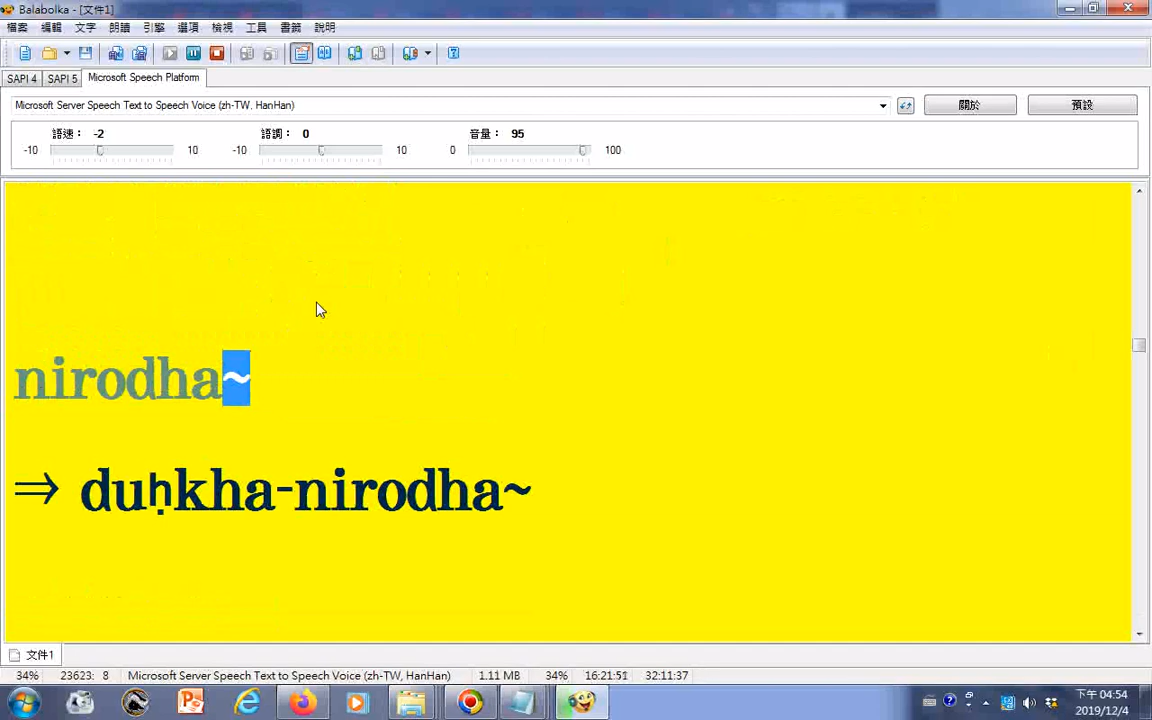 Balabolka - [文件1]
檔案 編輯 文字 朗讀 引擎 選項 檢視 工具 書籤 說明
SAPI 4 SAPI 5 Microsoft Speech Platform
Microsoft Server Speech Text to Speech Voice (zh-TW, HanHan) 關於 預設
語速： -2 語調： 0 音量： 95
-10 10 -10 10 0 100
nirodha~
⇒ duḥkha-nirodha~
文件1
34% 23623: 8 Microsoft Server Speech Text to Speech Voice (zh-TW, HanHan) 1.11 MB 34% 16:21:51 32:11:37
下午 04:54
2019/12/4